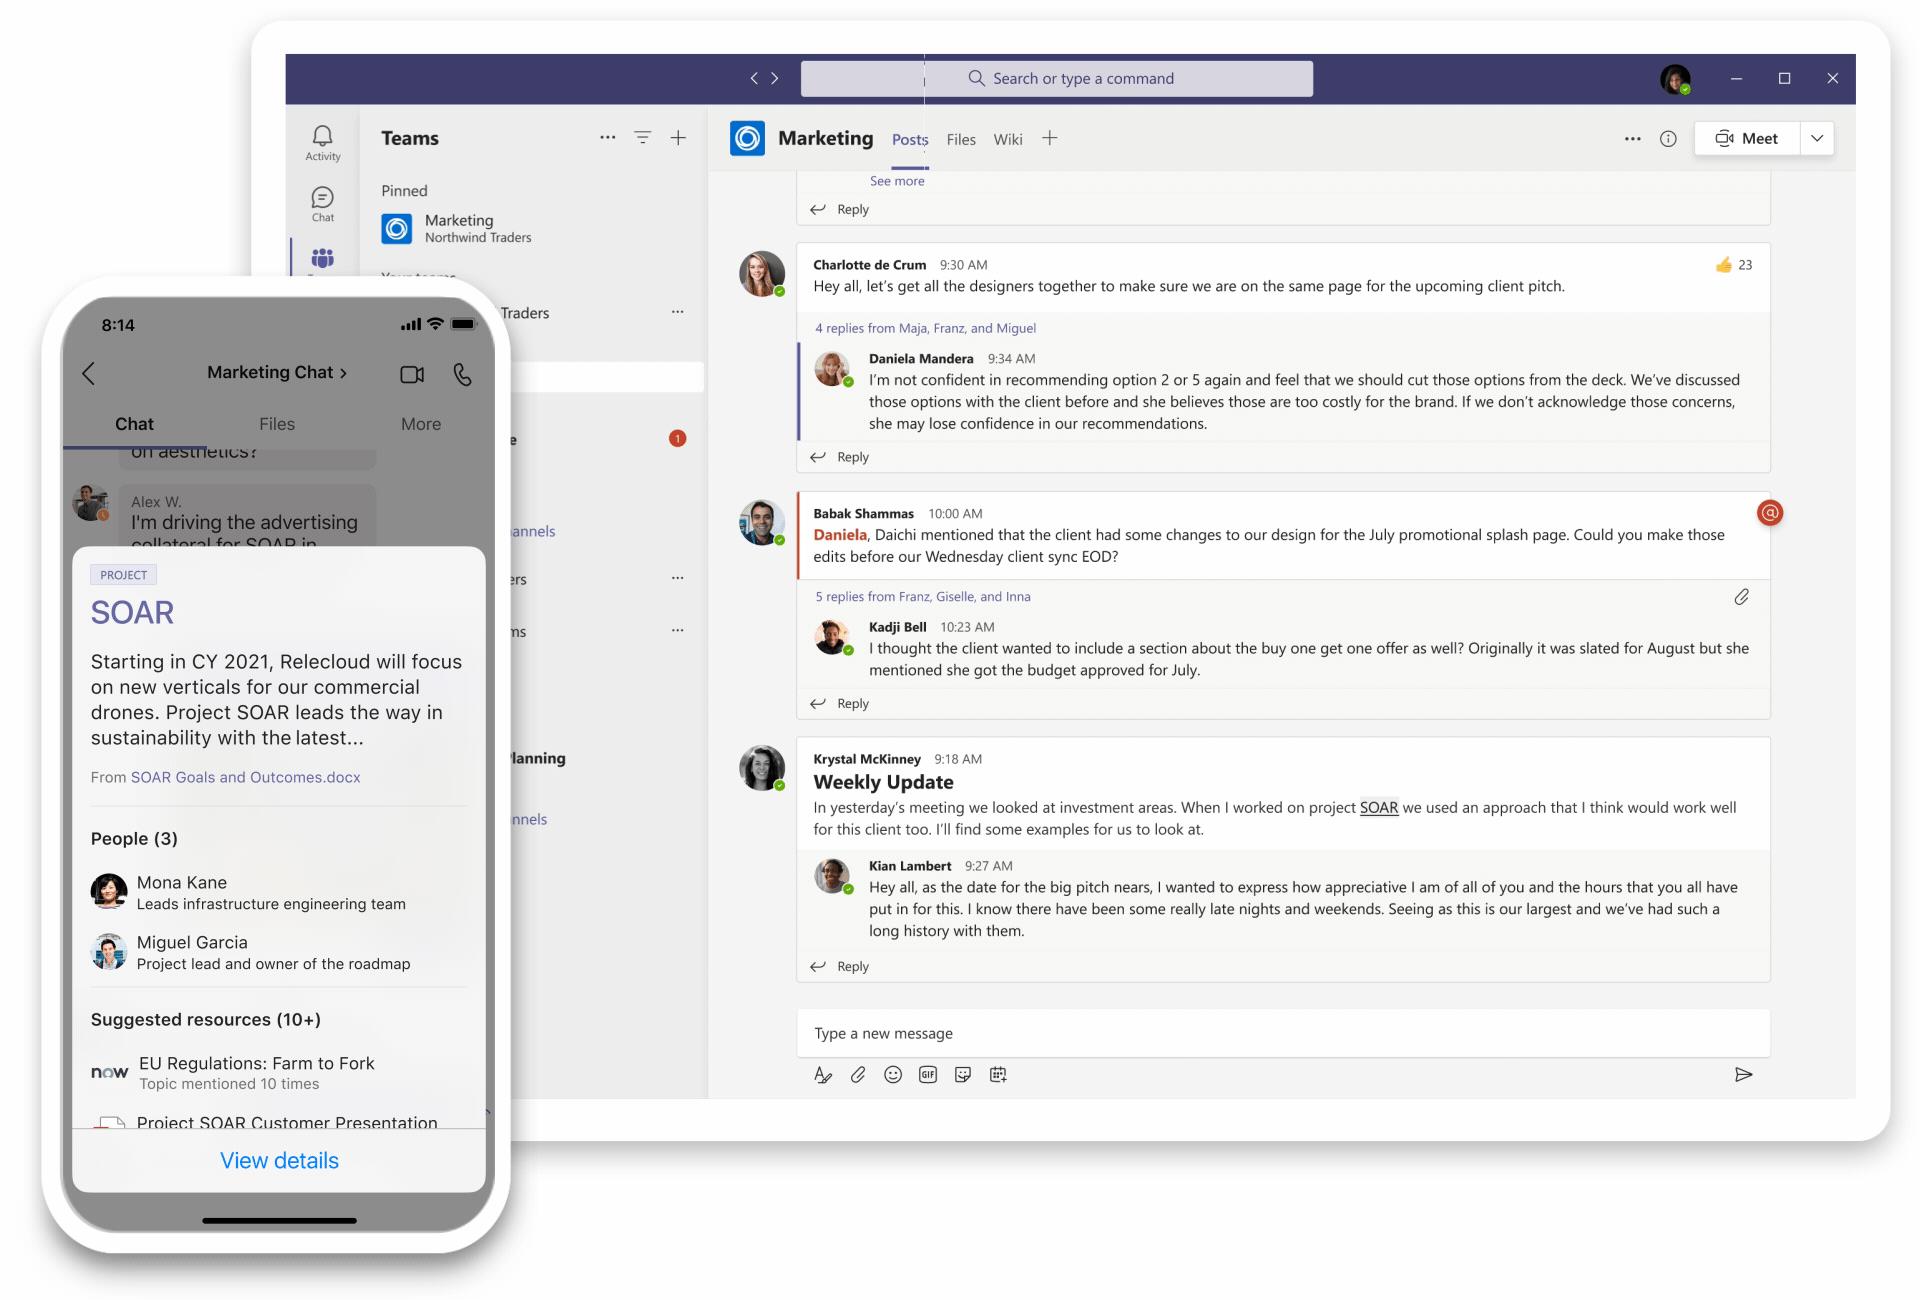 Search or type a command
Activity
Chat
Teams
Pinned
Marketing
Northwind Traders
Traders
1
annels
ers
ms
lanning
nnels
Marketing
Posts
Files
Wiki
Meet
See more
Reply
Charlotte de Crum 9:30 AM
23
Hey all, let's get all the designers together to make sure we are on the same page for the upcoming client pitch.
4 replies from Maja, Franz, and Miguel
Daniela Mandera 9:34 AM
I'm not confident in recommending option 2 or 5 again and feel that we should cut those options from the deck. We've discussed
those options with the client before and she believes those are too costly for the brand. If we don't acknowledge those concerns,
she may lose confidence in our recommendations.
Reply
Babak Shammas 10:00 AM
@
Daniela, Daichi mentioned that the client had some changes to our design for the July promotional splash page. Could you make those
edits before our Wednesday client sync EOD?
5 replies from Franz, Giselle, and Inna
Kadji Bell 10:23 AM
I thought the client wanted to include a section about the buy one get one offer as well? Originally it was slated for August but she
mentioned she got the budget approved for July.
Reply
Krystal McKinney 9:18 AM
Weekly Update
In yesterday's meeting we looked at investment areas. When I worked on project SOAR we used an approach that I think would work well
for this client too. I'll find some examples for us to look at.
Kian Lambert 9:27 AM
Hey all, as the date for the big pitch nears, I wanted to express how appreciative I am of all of you and the hours that you all have
put in for this. I know there have been some really late nights and weekends. Seeing as this is our largest and we've had such a
long history with them.
Reply
Type a new message
GIF
8:14
Marketing Chat
Chat
Files
More
on aesthetics?
Alex W.
I'm driving the advertising
collateral for SOAR in
PROJECT
SOAR
Starting in CY 2021, Relecloud will focus
on new verticals for our commercial
drones. Project SOAR leads the way in
sustainability with the latest...
From SOAR Goals and Outcomes.docx
People (3)
Mona Kane
Leads infrastructure engineering team
Miguel Garcia
Project lead and owner of the roadmap
Suggested resources (10+)
now
EU Regulations: Farm to Fork
Topic mentioned 10 times
Project SOAR Customer Presentation
View details